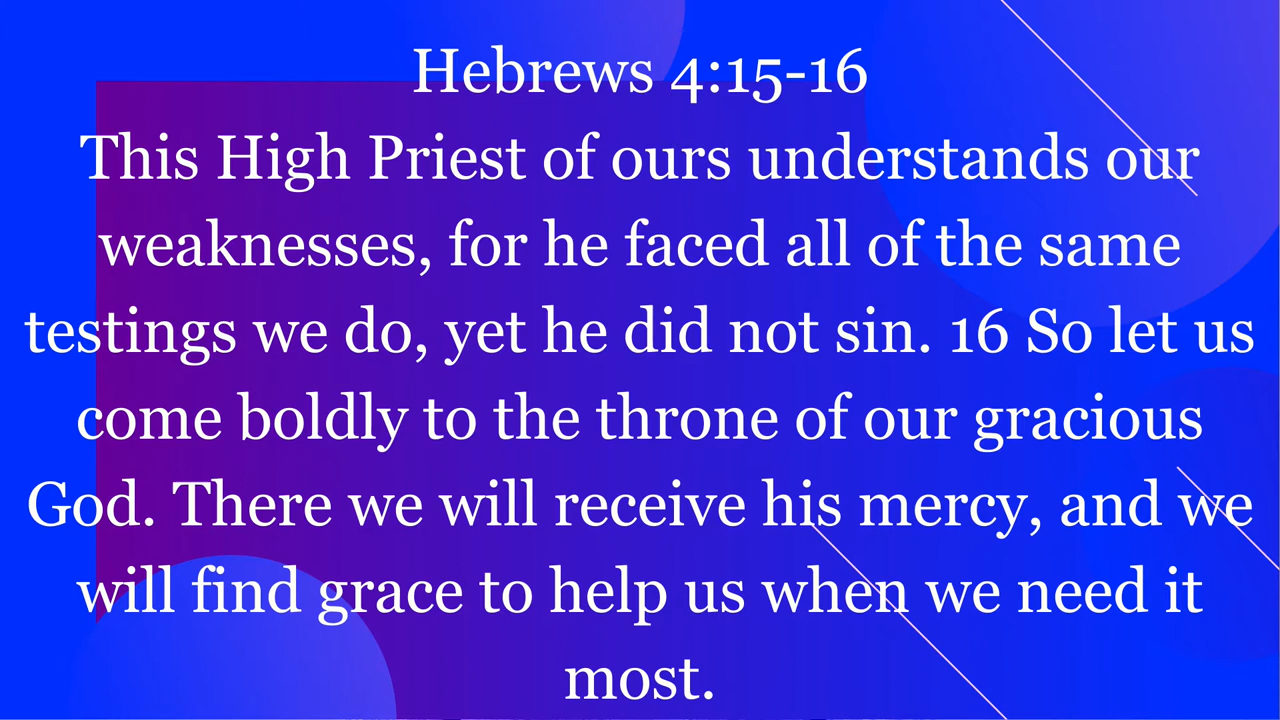 Hebrews 4:15-16
This High Priest of ours understands our
weaknesses, for he faced all of the same
testings we do, yet he did not sin. 16 So let us
come boldly to the throne of our gracious
God. There we will receive his mercy, and we
will find grace to help us when we need it
most.